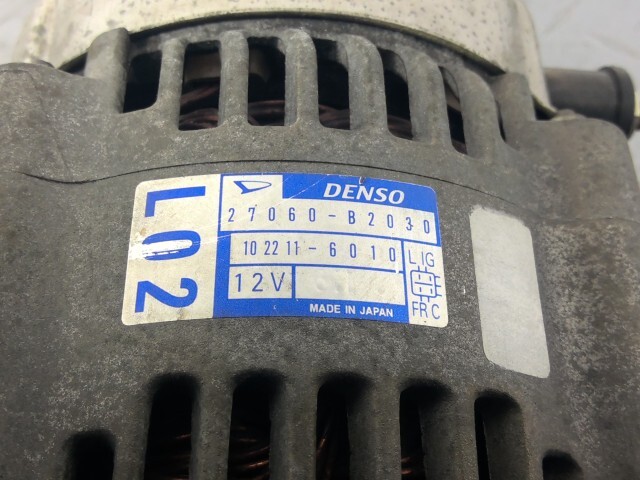 L02
DENSO
27060-B2030
102211-6010
L IG
12V
FR C
MADE IN JAPAN